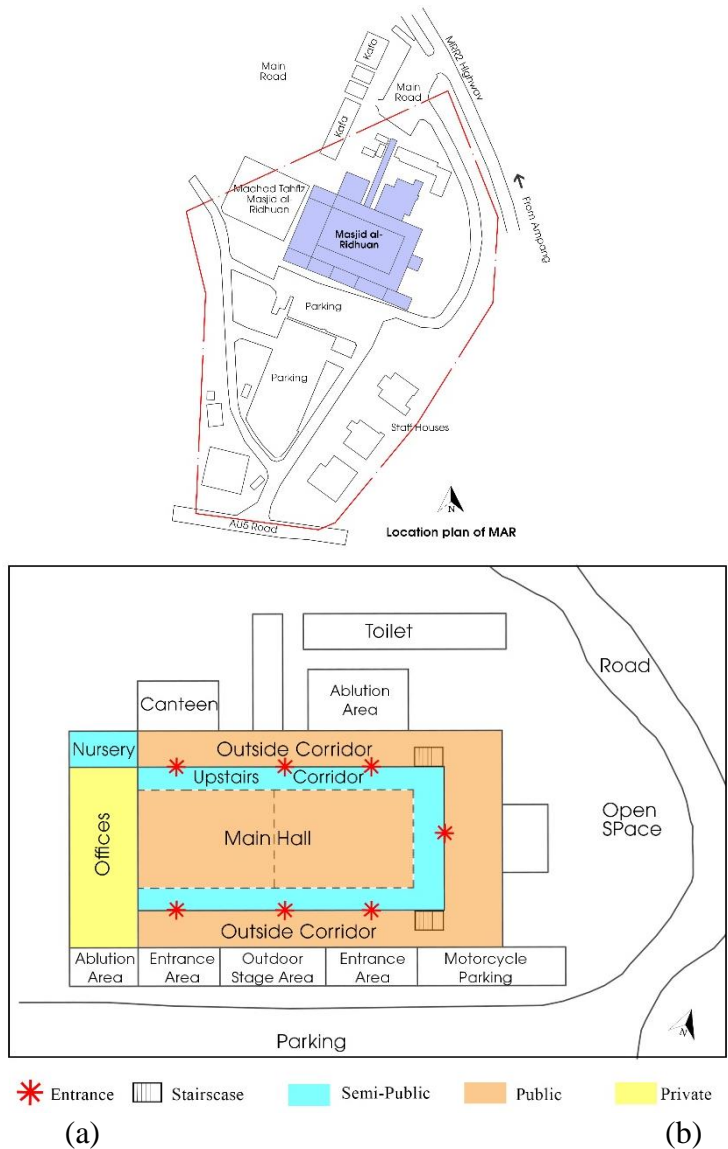 Main
Road
Kafa
Kafa
Main
Road
MRR2 Highway
From Ampang
Maahad Tahfiz
Masjid al-
Ridhuan
Masjid al-
Ridhuan
Parking
Parking
Staff Houses
AU5 Road
N
Location plan of MAR
Toilet
Road
Canteen
Ablution
Area
Nursery
Outside Corridor
Upstairs Corridor
Open
SPace
Offices
Main Hall
Outside Corridor
Ablution
Area
Entrance
Area
Outdoor
Stage Area
Entrance
Area
Motorcycle
Parking
Parking
N
Entrance
Stairscase
Semi-Public
Public
Private
(a)
(b)